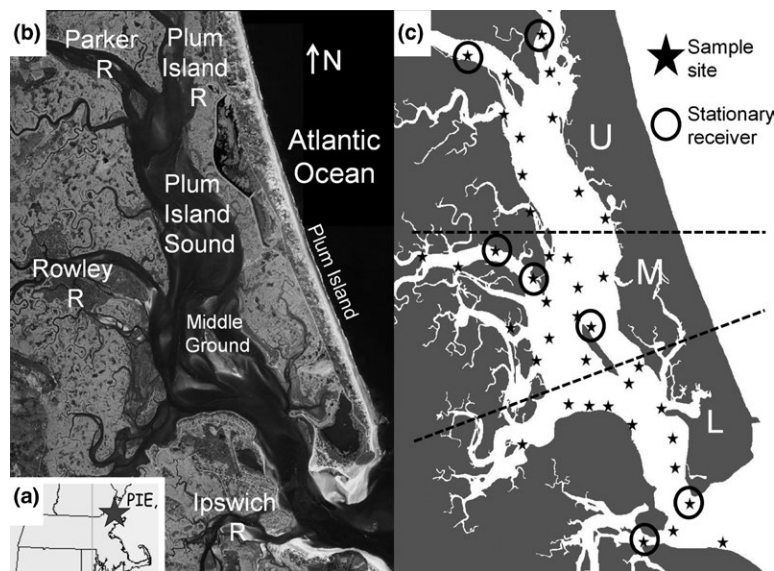 (b)
Parker
R
Plum
Island
R
↑N
Atlantic
Ocean
Plum
Island
Sound
Plum Island
Rowley
R
Middle
Ground
Ipswich
R
(a)
PIE,
(c)
Sample
site
Stationary
receiver
U
M
L